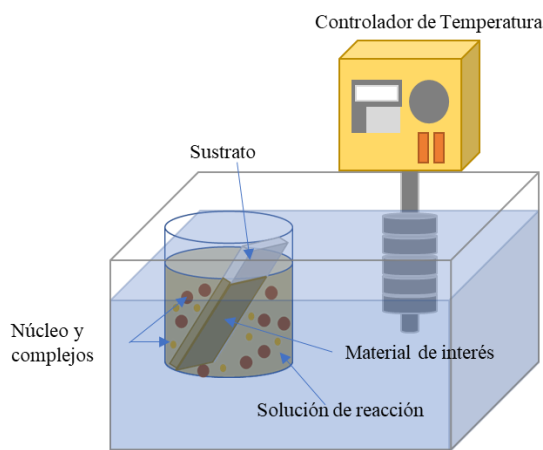 Controlador de Temperatura
Sustrato
Núcleo y
complejos
Material de interés
Solución de reacción